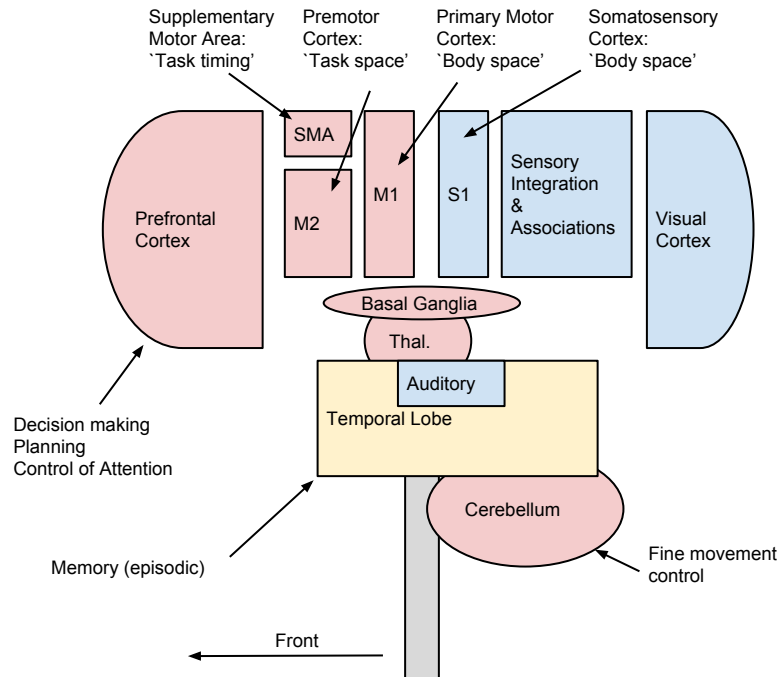 Supplementary
Motor Area:
`Task timing’
Premotor
Cortex:
`Task space’
Primary Motor
Cortex:
`Body space’
Somatosensory
Cortex:
`Body space’
Prefrontal
Cortex
SMA
M2
M1
S1
Sensory
Integration
&
Associations
Visual
Cortex
Basal Ganglia
Thal.
Auditory
Temporal Lobe
Decision making
Planning
Control of Attention
Cerebellum
Memory (episodic)
Fine movement
control
Front